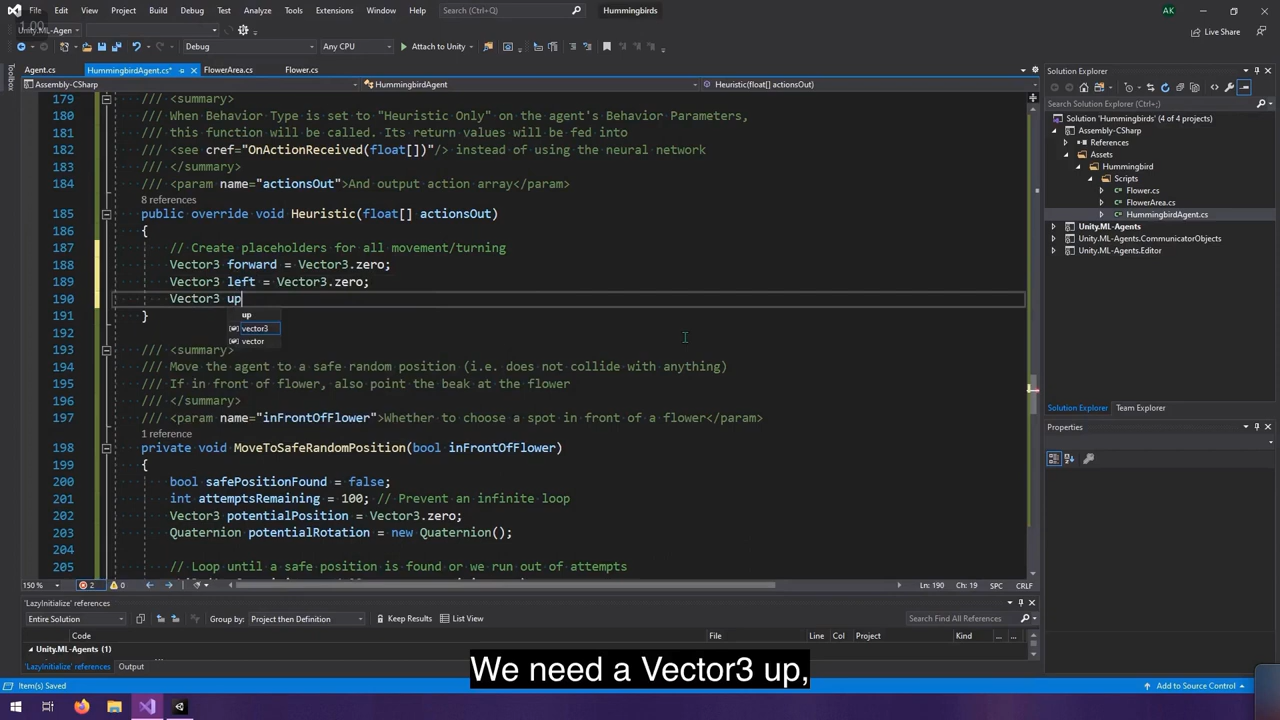 1.00
File Edit View Project Debug Test Analyze Tools Extensions Window Help Search (Ctrl+Q) Hummingbirds AK
Unity.ML-Agen
Live Share
Debug Any CPU Attach to Unity
Toolbox
Agent.cs HummingbirdAgent.cs* FlowerArea.cs Flower.cs
Assembly-CSharp HummingbirdAgent Heuristic(float[] actionsOut)
179 /// <summary>
180 /// When Behavior Type is set to "Heuristic Only" on the agent's Behavior Parameters,
181 /// this function will be called. Its return values will be fed into
182 /// <see cref="OnActionReceived(float[])"/> instead of using the neural network
183 /// </summary>
184 /// <param name="actionsOut">And output action array</param>
8 references
185 public override void Heuristic(float[] actionsOut)
186 {
187 // Create placeholders for all movement/turning
188 Vector3 forward = Vector3.zero;
189 Vector3 left = Vector3.zero;
190 Vector3 up
up
vector3
vector
191 }
192
193 /// <summary>
194 /// Move the agent to a safe random position (i.e. does not collide with anything)
195 /// If in front of flower, also point the beak at the flower
196 /// </summary>
197 /// <param name="inFrontOfFlower">Whether to choose a spot in front of a flower</param>
1 reference
198 private void MoveToSafeRandomPosition(bool inFrontOfFlower)
199 {
200 bool safePositionFound = false;
201 int attemptsRemaining = 100; // Prevent an infinite loop
202 Vector3 potentialPosition = Vector3.zero;
203 Quaternion potentialRotation = new Quaternion();
204
205 // Loop until a safe position is found or we run out of attempts
150 % 2 0 Ln: 190 Ch: 19 SPC CRLF
'LazyInitialize' references
Entire Solution Group by: Project then Definition Keep Results List View Search Find All References
Code File Line Col Project Kind ... ...
Unity.ML-Agents (1)
'LazyInitialize' references Output
Solution Explorer
Search Solution Explorer (Ctrl+;)
Solution 'Hummingbirds' (4 of 4 projects)
Assembly-CSharp
References
Assets
Hummingbird
Scripts
Flower.cs
FlowerArea.cs
HummingbirdAgent.cs
Unity.ML-Agents
Unity.ML-Agents.CommunicatorObjects
Unity.ML-Agents.Editor
Solution Explorer Team Explorer
Properties
We need a Vector3 up,
Item(s) Saved Add to Source Control